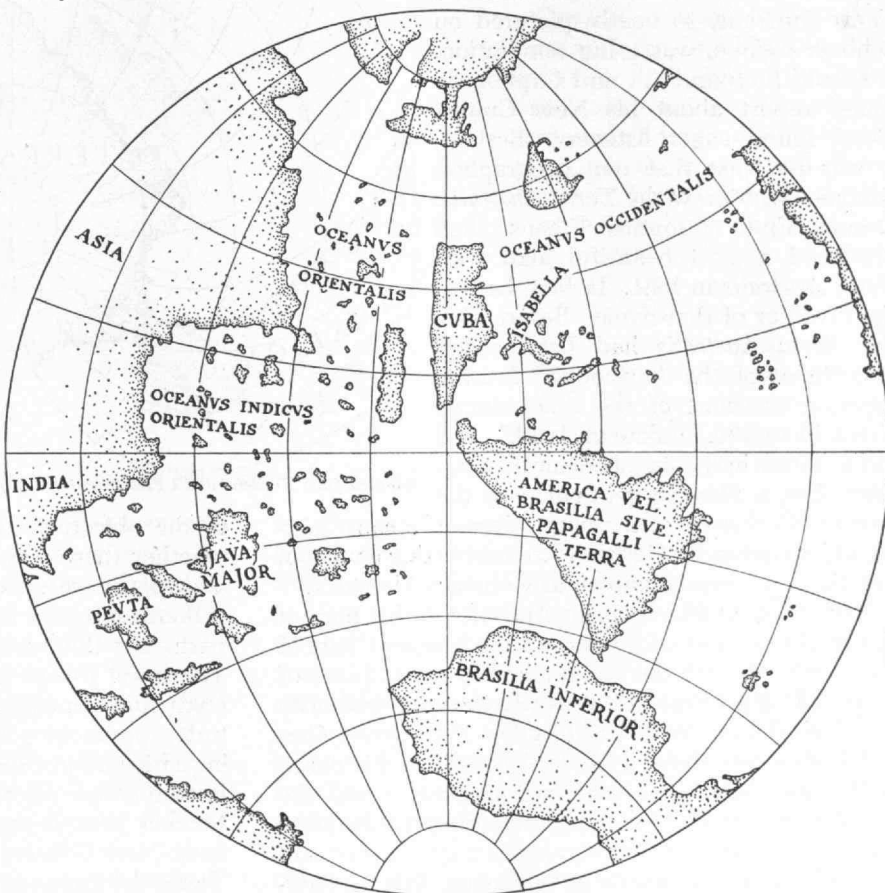 OCEANVS OCCIDENTALIS
OCEANVS
ORIENTALIS
ASIA
CVBA
ISABELLA
OCEANVS INDICVS
ORIENTALIS
INDIA
AMERICA VEL.
BRASILIA SIVE
PAPAGALLI
TERRA
JAVA
MAJOR
PEVTA
BRASILIA INFERIOR